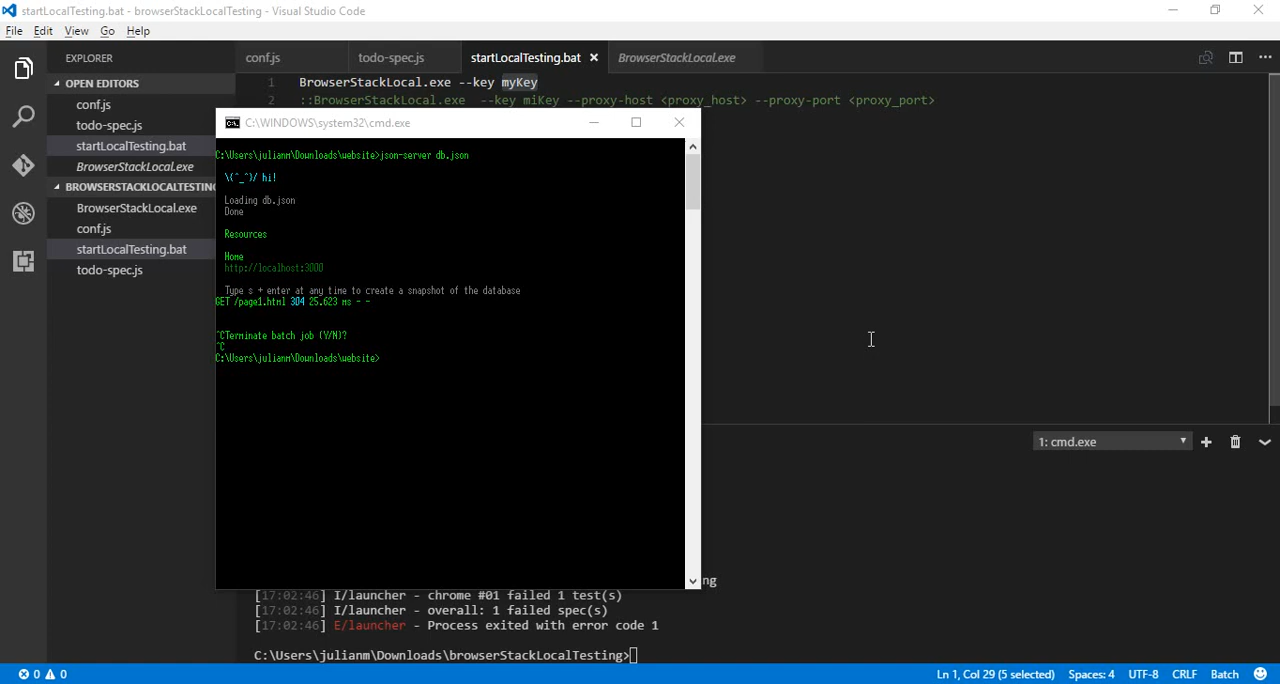 startLocalTesting.bat - browserStackLocalTesting - Visual Studio Code
File Edit View Go Help
EXPLORER
OPEN EDITORS
conf.js
todo-spec.js
startLocalTesting.bat
BrowserStackLocal.exe
BROWSERSTACKLOCALTESTING
BrowserStackLocal.exe
conf.js
startLocalTesting.bat
todo-spec.js
conf.js todo-spec.js startLocalTesting.bat BrowserStackLocal.exe
1 BrowserStackLocal.exe --key myKey
2 ::BrowserStackLocal.exe --key miKey --proxy-host <proxy_host> --proxy-port <proxy_port>
C:\WINDOWS\system32\cmd.exe
C:\Users\julianm\Downloads\website>json-server db.json
\(^_^)/ hi!
Loading db.json
Done
Resources
Home
http://localhost:3000
Type s + enter at any time to create a snapshot of the database
GET /page1.html 304 25.623 ms - -
^CTerminate batch job (Y/N)?
^C
C:\Users\julianm\Downloads\website>
1: cmd.exe
ng
[17:02:46] I/launcher - chrome #01 failed 1 test(s)
[17:02:46] I/launcher - overall: 1 failed spec(s)
[17:02:46] E/launcher - Process exited with error code 1
C:\Users\julianm\Downloads\browserStackLocalTesting>
0 0 Ln 1, Col 29 (5 selected) Spaces: 4 UTF-8 CRLF Batch